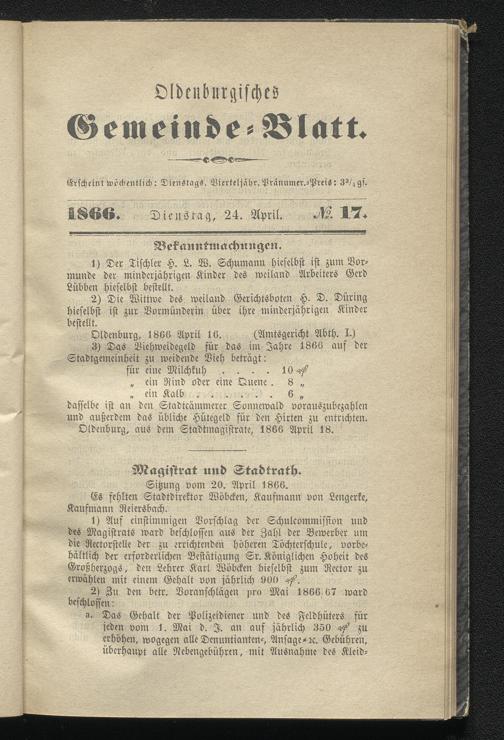 Oldenburgisches
Gemeinde-Blatt.
Erscheint wöchentlich: Dienstags. Vierteljähr. Pränumer.-Preis: 3¾ gf.
1866. Dienstag, 24. April. № 17.
Bekanntmachungen.
1) Der Tischler H. L. W. Schumann hieselbst ist zum Vor-
munde der minderjährigen Kinder des weiland Arbeiters Gerd
Lübben hieselbst bestellt.
2) Die Wittwe des weiland Gerichtsboten H. D. Düring
hieselbst ist zur Vormünderin über ihre minderjährigen Kinder
bestellt.
Oldenburg, 1866 April 16. (Amtsgericht Abth. I.)
3) Das Viehweidegeld für das im Jahre 1866 auf der
Stadtgemeinheit zu weidende Vieh beträgt:
für eine Milchkuh . . . . 10 ₰
„ ein Rind oder eine Quene . 8 „
„ ein Kalb . . . . . 6 „
dasselbe ist an den Stadtkämmerer Sonnewald vorauszubezahlen
und außerdem das übliche Hütegeld für den Hirten zu entrichten.
Oldenburg, aus dem Stadtmagistrate, 1866 April 18.
Magistrat und Stadtrath.
Sitzung vom 20. April 1866.
Es fehlten Stadtdirektor Wöbcken, Kaufmann von Lengerke,
Kaufmann Reiersbach.
1) Auf einstimmigen Vorschlag der Schulcommission und
des Magistrats ward beschlossen aus der Zahl der Bewerber um
die Rectorstelle der zu errichtenden höheren Töchterschule, vorbe-
hältlich der erforderlichen Bestätigung Sr. Königlichen Hoheit des
Großherzogs, den Lehrer Karl Wöbcken hieselbst zum Rector zu
erwählen mit einem Gehalt von jährlich 900 ₰.
2) Zu den betr. Voranschlägen pro Mai 1866/67 ward
beschlossen:
a. Das Gehalt der Polizeidiener und des Feldhüters für
jeden vom 1. Mai d. J. an auf jährlich 350 ₰ zu
erhöhen, wogegen alle Denuntianten-, Ansage- ꝛc. Gebühren,
überhaupt alle Nebengebühren, mit Ausnahme des Kleid-